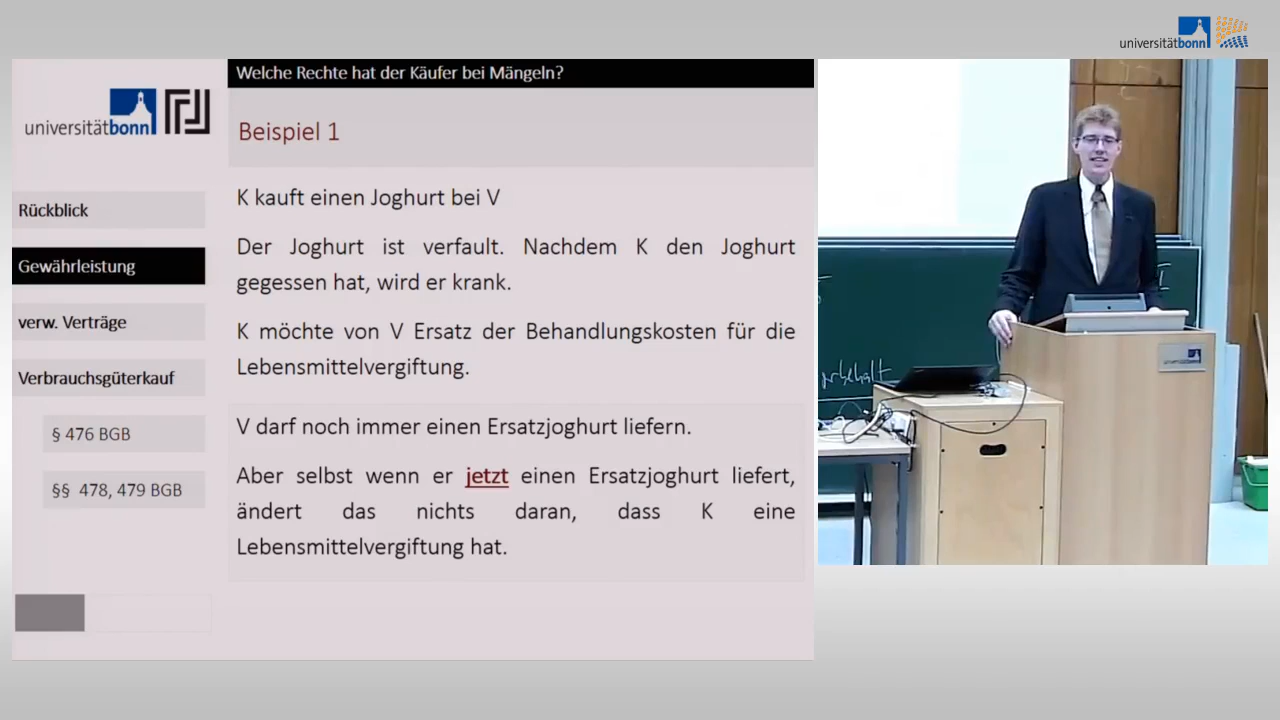 universitätbonn
Welche Rechte hat der Käufer bei Mängeln?
universitätbonn
Beispiel 1
Rückblick
Gewährleistung
verw. Verträge
Verbrauchsgüterkauf
§ 476 BGB
§§ 478, 479 BGB
K kauft einen Joghurt bei V
Der Joghurt ist verfault. Nachdem K den Joghurt
gegessen hat, wird er krank.
K möchte von V Ersatz der Behandlungskosten für die
Lebensmittelvergiftung.
V darf noch immer einen Ersatzjoghurt liefern.
Aber selbst wenn er jetzt einen Ersatzjoghurt liefert,
ändert das nichts daran, dass K eine
Lebensmittelvergiftung hat.